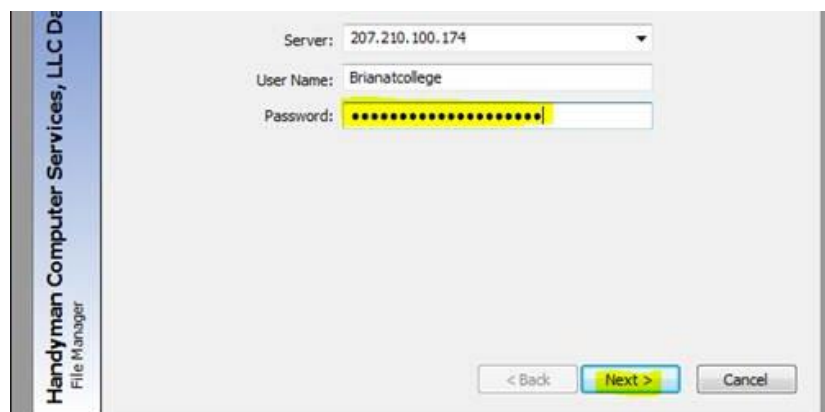 Handyman Computer Services, LLC Da
File Manager
Server: 207.210.100.174
User Name: Brianatcollege
Password: ••••••••••••••••••••
< Back Next > Cancel